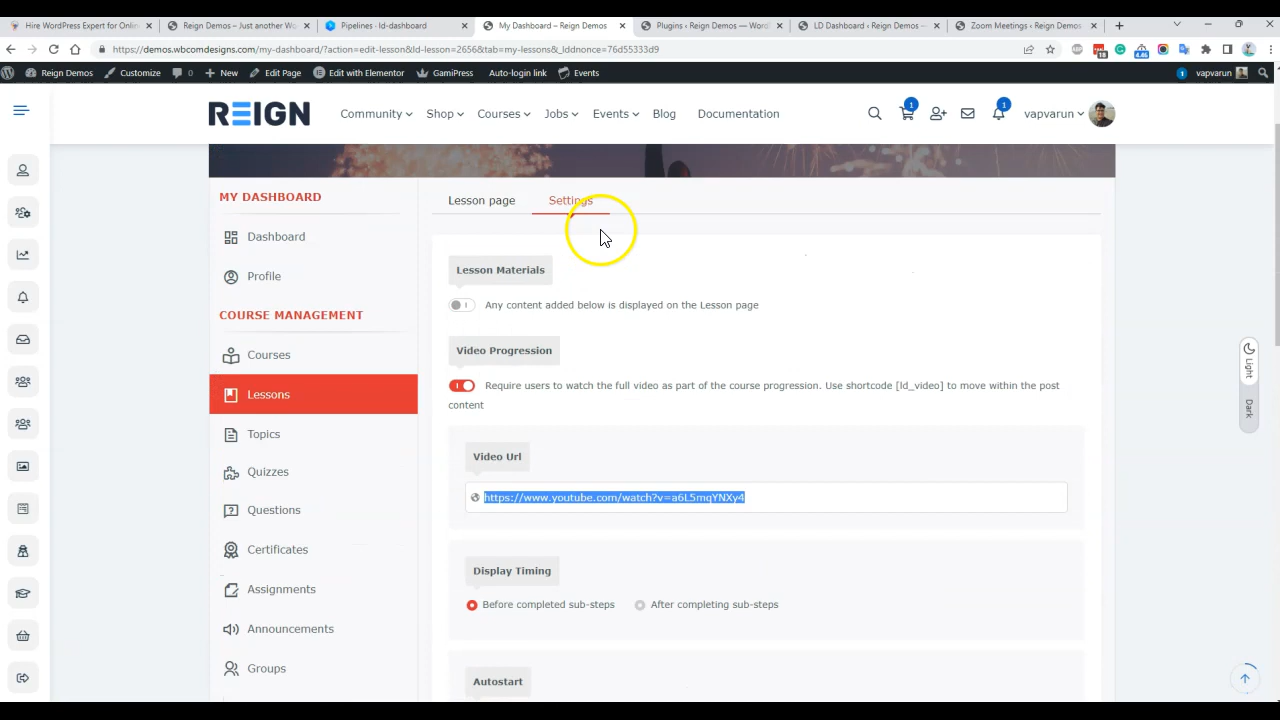 Hire WordPress Expert for Online
Reign Demos – Just another Wo
Pipelines - ld-dashboard
My Dashboard – Reign Demos
Plugins ‹ Reign Demos — Word
LD Dashboard ‹ Reign Demos —
Zoom Meetings ‹ Reign Demos
https://demos.wbcomdesigns.com/my-dashboard/?action=edit-lesson&ld-lesson=2656&tab=my-lessons&_lddnonce=76d55333d9
18
4.86
Reign Demos
Customize
0
New
Edit Page
Edit with Elementor
GamiPress
Auto-login link
Events
1
vapvarun
REIGN
Community
Shop
Courses
Jobs
Events
Blog
Documentation
1
1
vapvarun
MY DASHBOARD
Dashboard
Profile
COURSE MANAGEMENT
Courses
Lessons
Topics
Quizzes
Questions
Certificates
Assignments
Announcements
Groups
Lesson page
Settings
Lesson Materials
Any content added below is displayed on the Lesson page
Video Progression
Require users to watch the full video as part of the course progression. Use shortcode [ld_video] to move within the post
content
Video Url
https://www.youtube.com/watch?v=a6L5mqYNXy4
Display Timing
Before completed sub-steps
After completing sub-steps
Autostart
Light
Dark